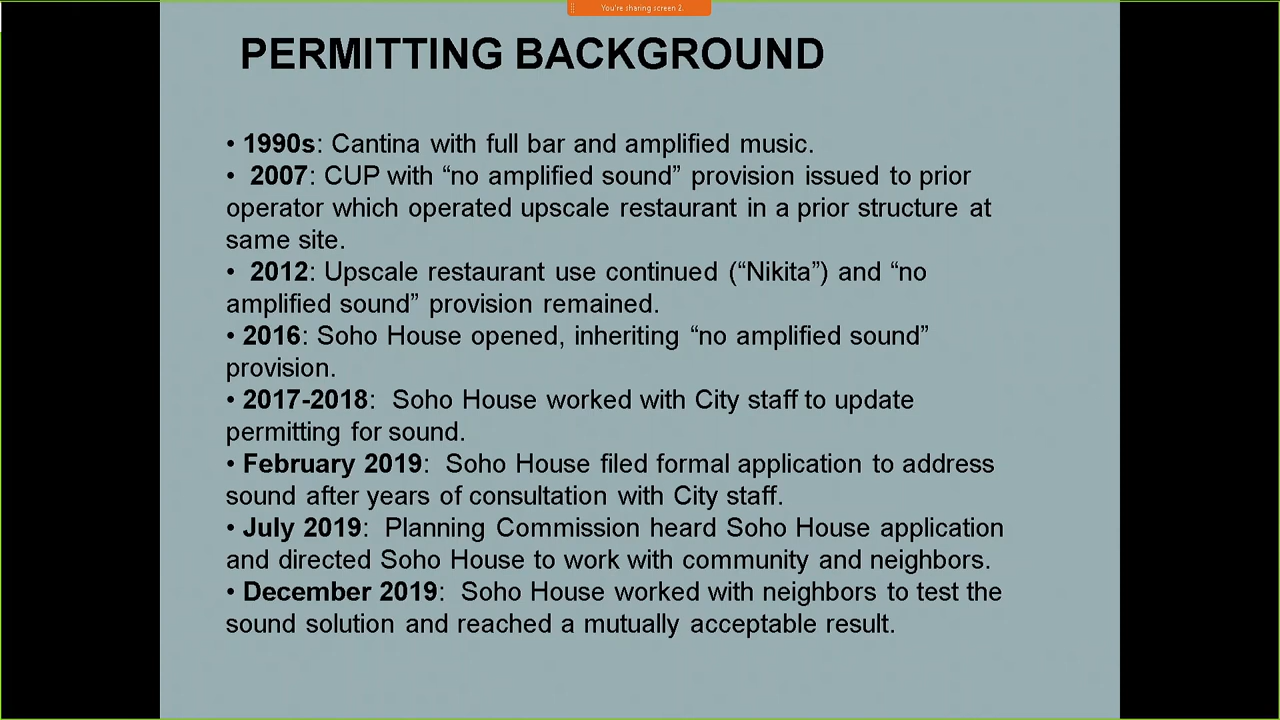 You're sharing screen 2.
PERMITTING BACKGROUND
• 1990s: Cantina with full bar and amplified music.
• 2007: CUP with “no amplified sound” provision issued to prior
operator which operated upscale restaurant in a prior structure at
same site.
• 2012: Upscale restaurant use continued (“Nikita”) and “no
amplified sound” provision remained.
• 2016: Soho House opened, inheriting “no amplified sound”
provision.
• 2017-2018: Soho House worked with City staff to update
permitting for sound.
• February 2019: Soho House filed formal application to address
sound after years of consultation with City staff.
• July 2019: Planning Commission heard Soho House application
and directed Soho House to work with community and neighbors.
• December 2019: Soho House worked with neighbors to test the
sound solution and reached a mutually acceptable result.